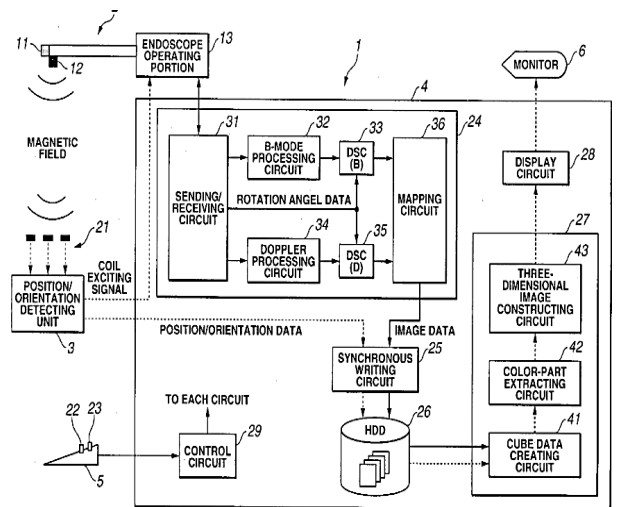 11
12
ENDOSCOPE
OPERATING
PORTION
13
1
MONITOR
6
4
MAGNETIC
FIELD
24
31
SENDING/
RECEIVING
CIRCUIT
32
B-MODE
PROCESSING
CIRCUIT
33
DSC
(B)
36
MAPPING
CIRCUIT
ROTATION ANGEL DATA
34
DOPPLER
PROCESSING
CIRCUIT
35
DSC
(D)
DISPLAY
CIRCUIT
28
21
COIL
EXCITING
SIGNAL
POSITION/
ORIENTATION
DETECTING
UNIT
3
27
43
THREE-
DIMENSIONAL
IMAGE
CONSTRUCTING
CIRCUIT
POSITION/ORIENTATION DATA
IMAGE DATA
SYNCHRONOUS
WRITING
CIRCUIT
25
42
COLOR-PART
EXTRACTING
CIRCUIT
22
23
5
TO EACH CIRCUIT
CONTROL
CIRCUIT
29
HDD
26
41
CUBE DATA
CREATING
CIRCUIT